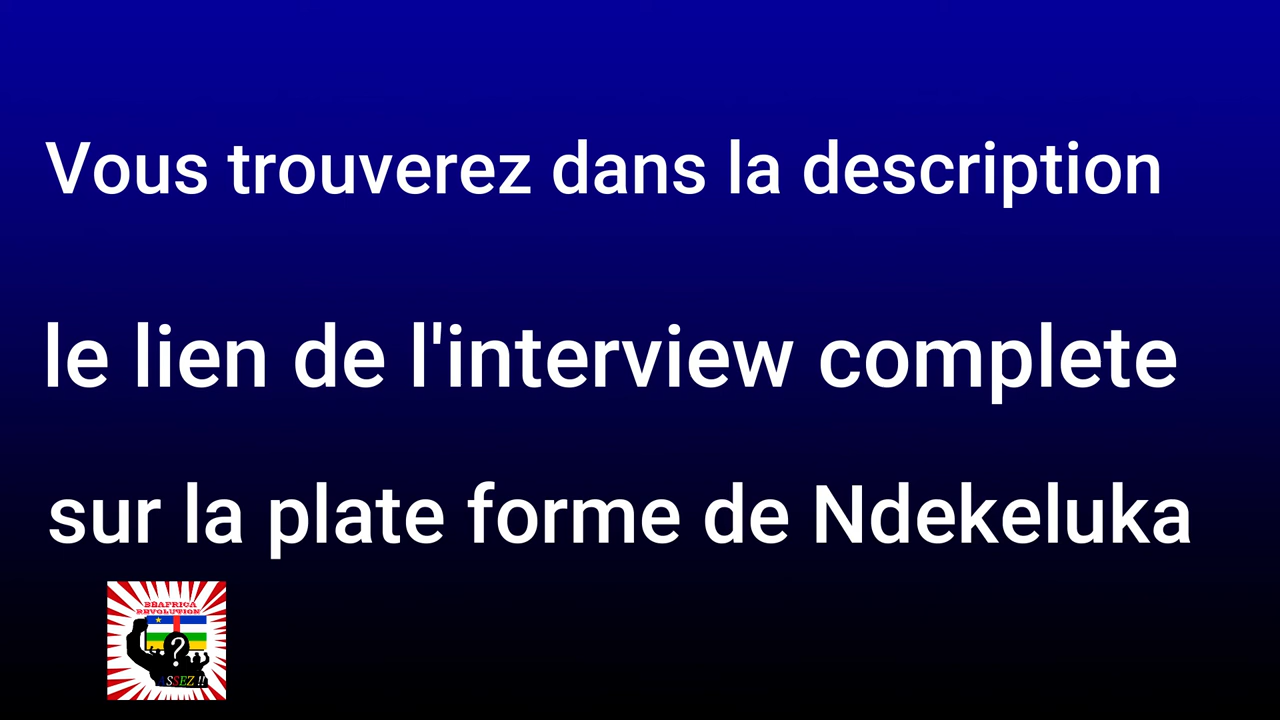 Vous trouverez dans la description
le lien de l'interview complete
sur la plate forme de Ndekeluka
BEAFRICA
REVOLUTION
?
ASSEZ !!